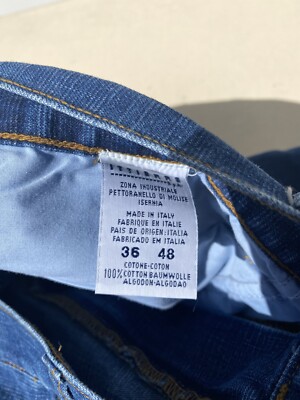 ZONA INDUSTRIALE
PETTORANELLO DI MOLISE
ISERNIA
MADE IN ITALY
FABRIQUE EN ITALIE
PAIS DE ORIGEN:ITALIA
FABRICADO EM ITALIA
36 48
COTONE-COTON
100% COTTON BAUMWOLLE
ALGODON-ALGODAO